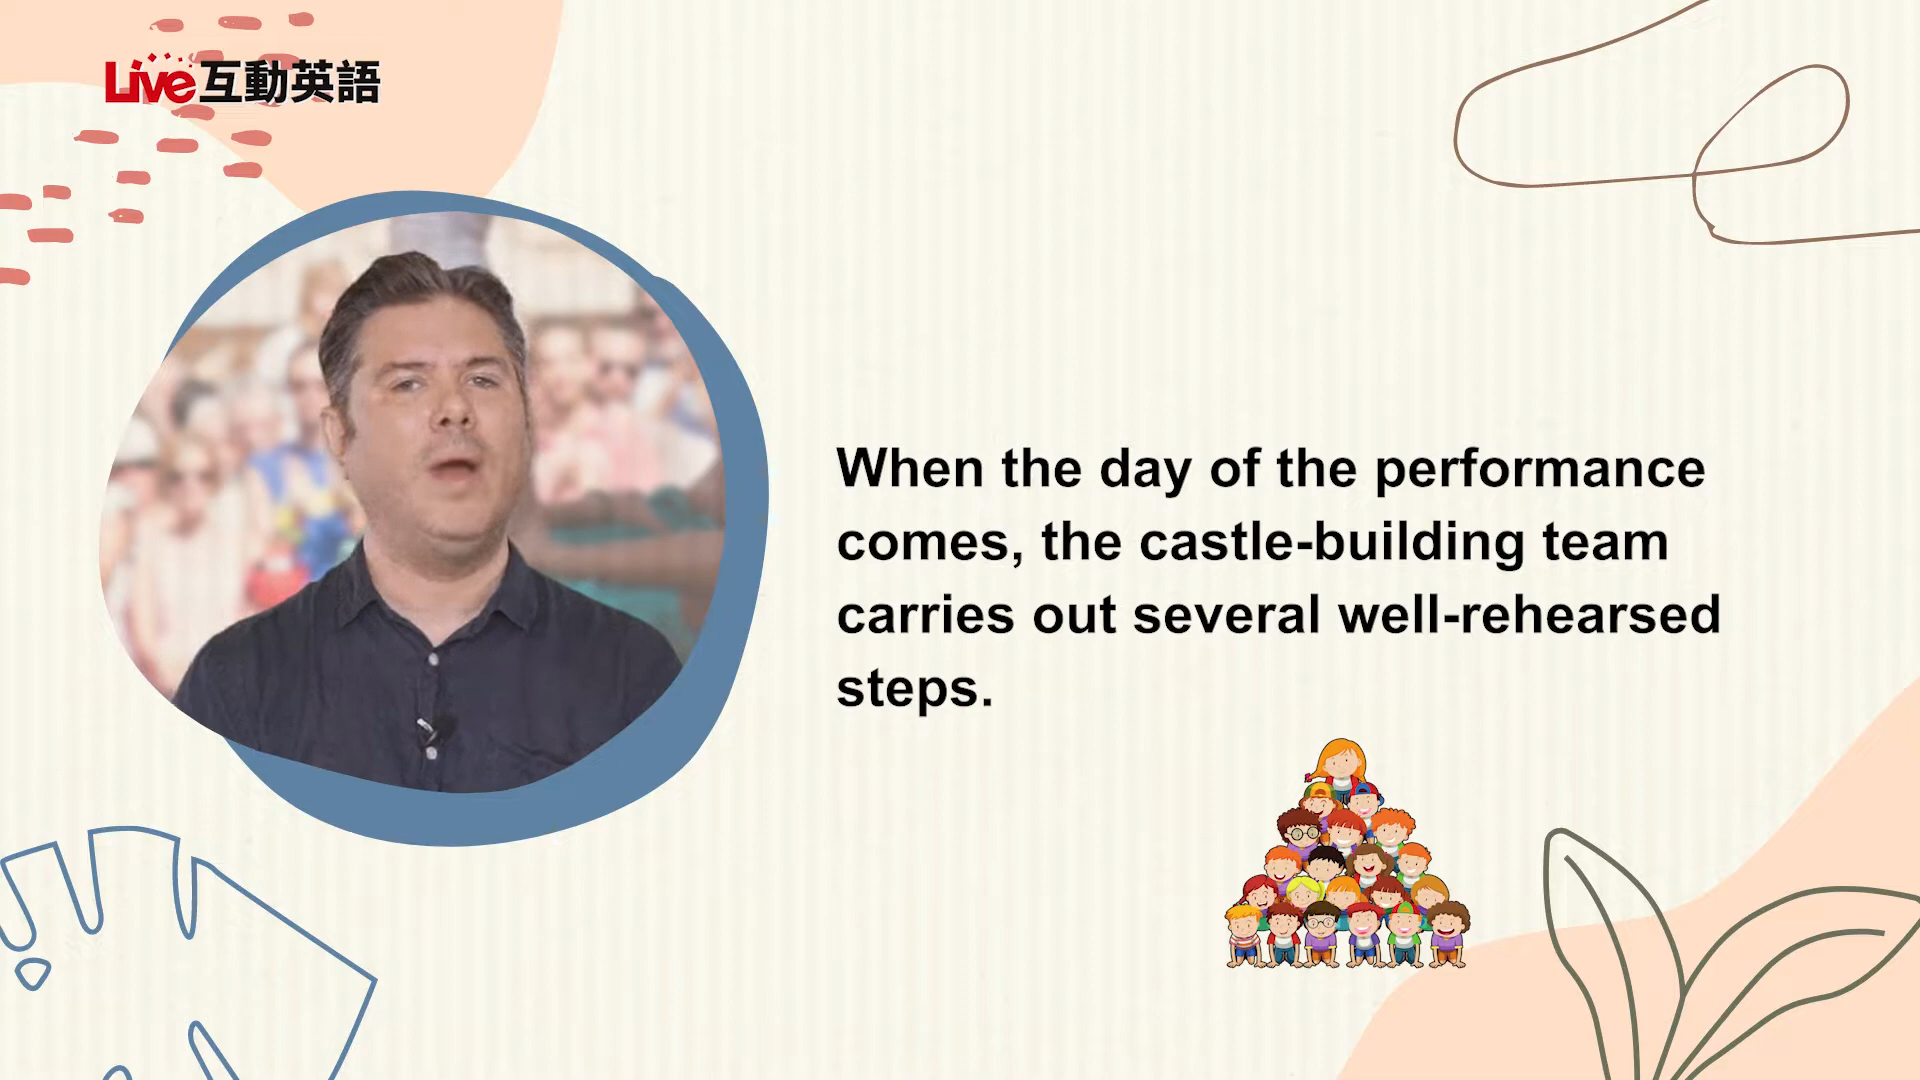 Live互動英語
When the day of the performance
comes, the castle-building team
carries out several well-rehearsed
steps.